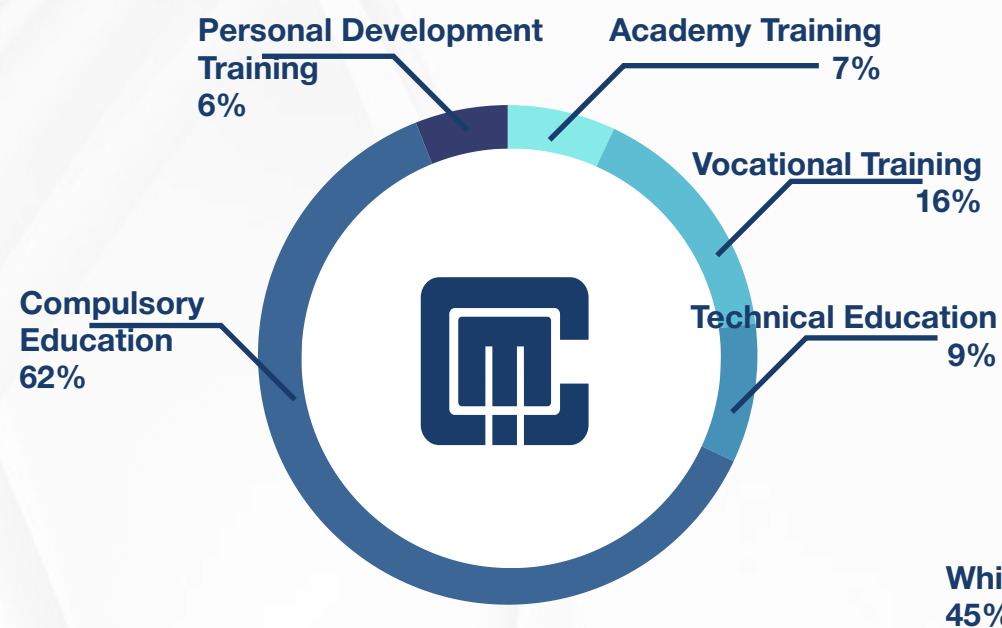 Personal Development
Training
6%
Academy Training
7%
Vocational Training
16%
Technical Education
9%
Compulsory
Education
62%
45%